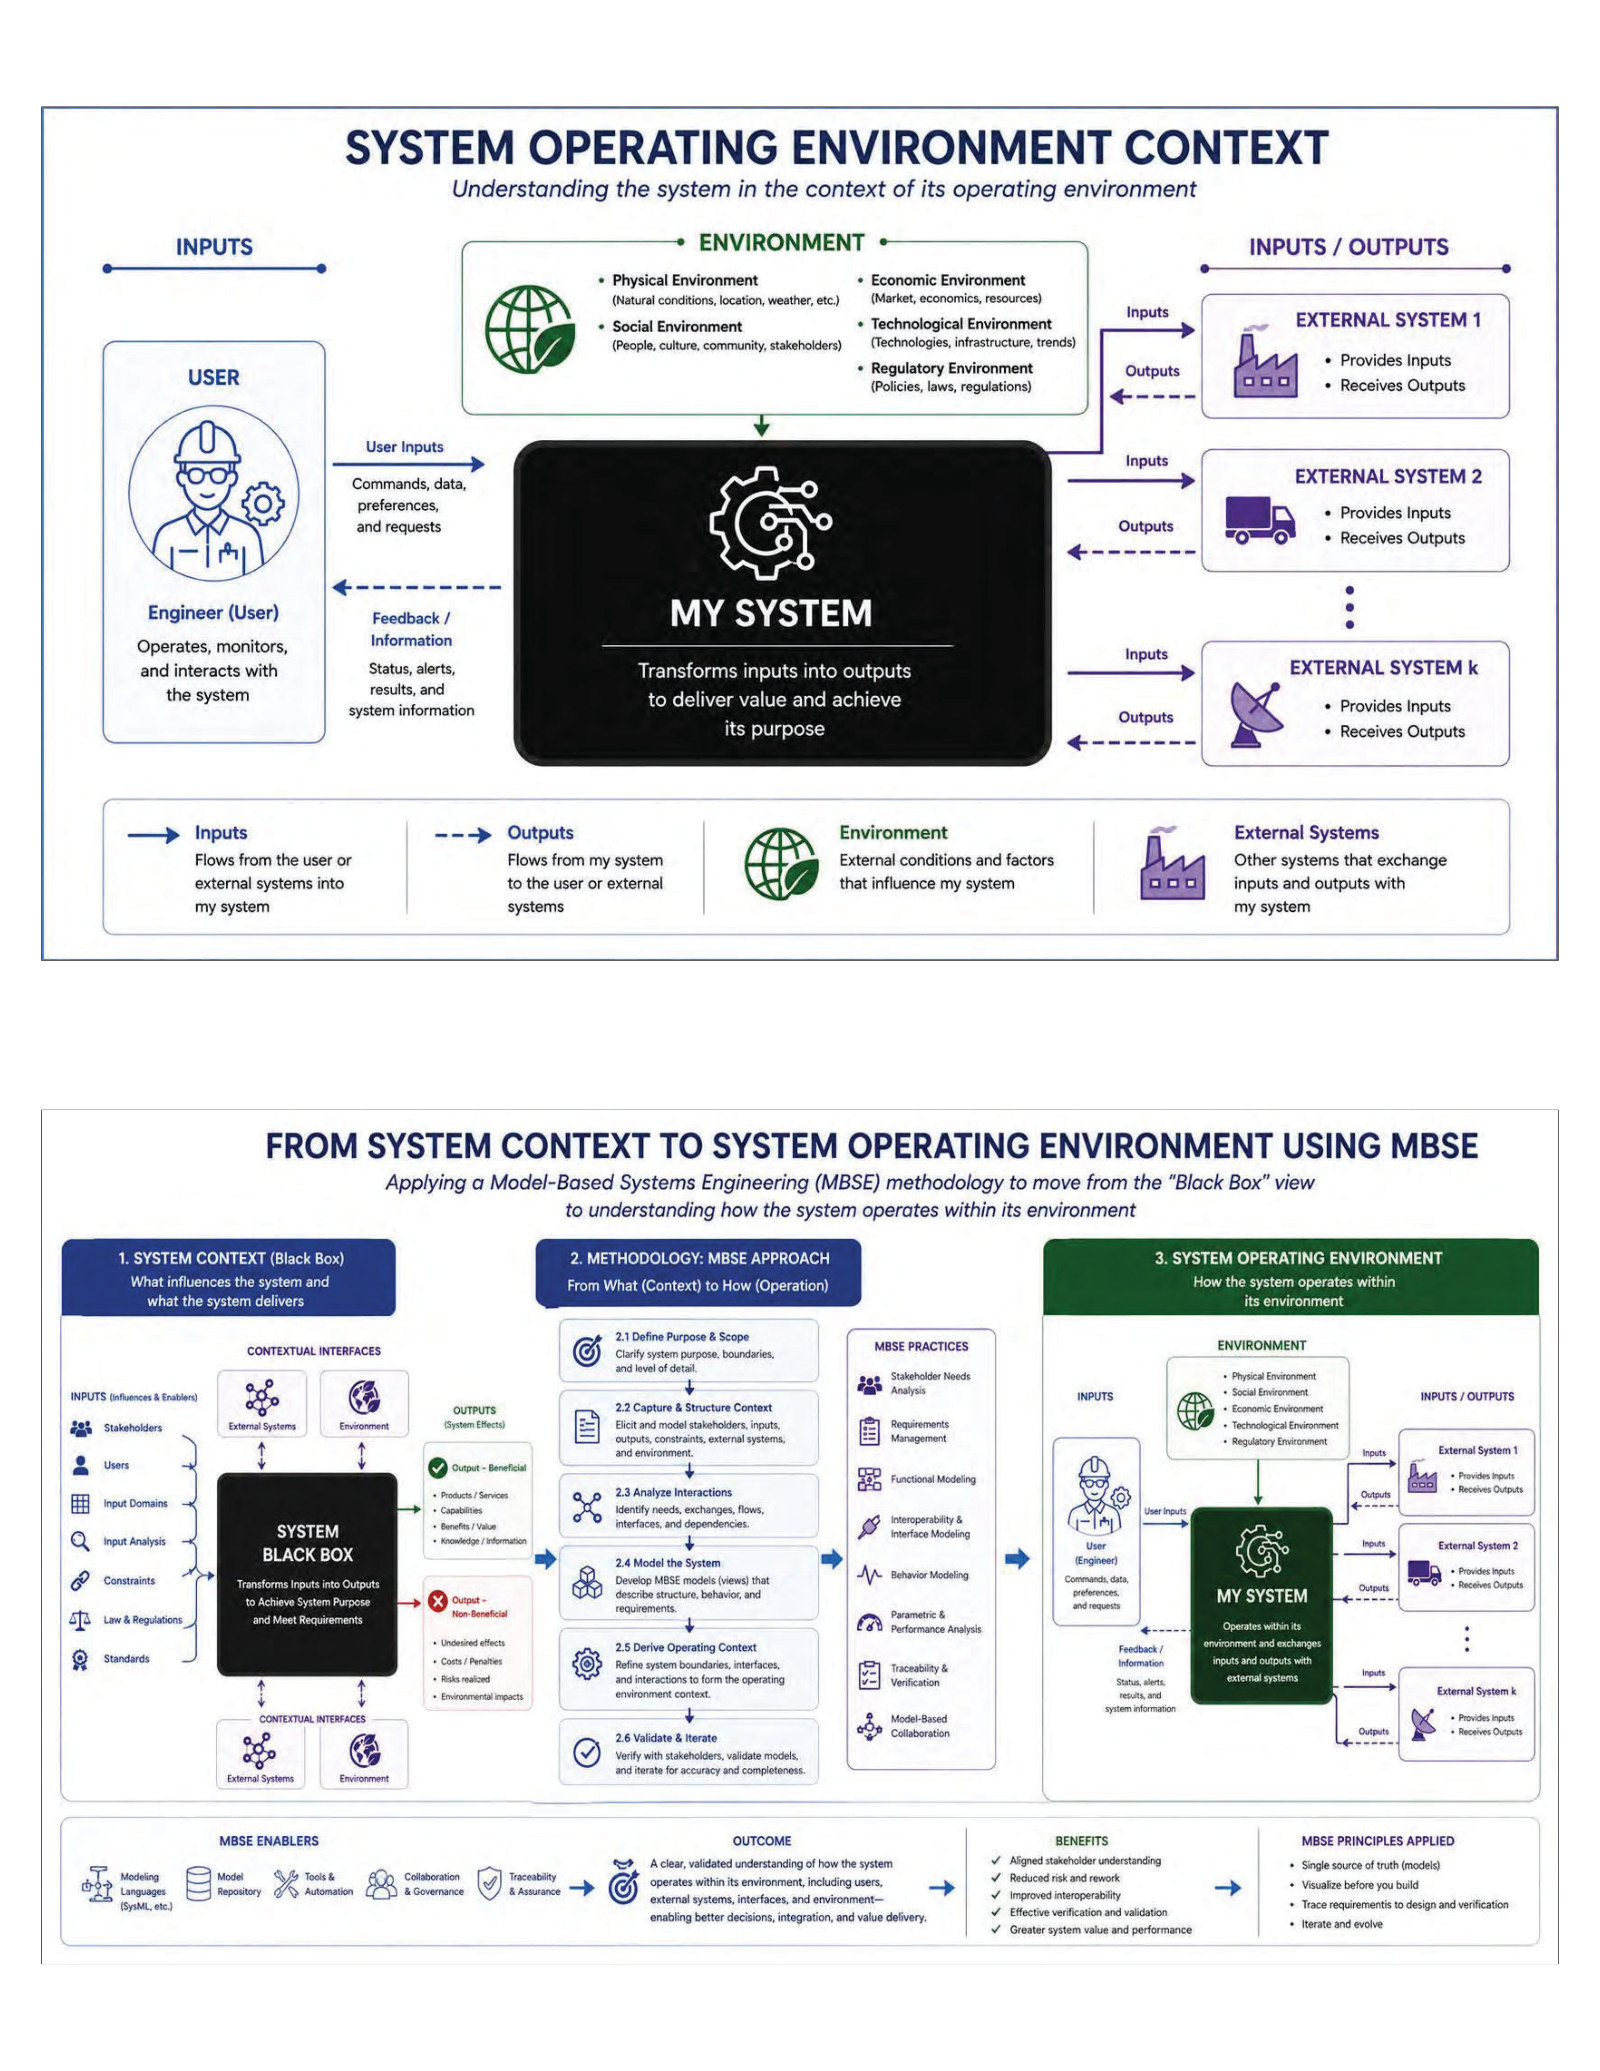 SYSTEM OPERATING ENVIRONMENT CONTEXT
Understanding the system in the context of its operating environment
INPUTS
USER
Engineer (User)
Operates, monitors,
and interacts with
the system
User Inputs
Commands, data,
preferences,
and requests
Feedback /
Information
Status, alerts,
results, and
system information
ENVIRONMENT
• Physical Environment
(Natural conditions, location, weather, etc.)
• Social Environment
(People, culture, community, stakeholders)
• Economic Environment
(Market, economics, resources)
• Technological Environment
(Technologies, infrastructure, trends)
• Regulatory Environment
(Policies, laws, regulations)
MY SYSTEM
Transforms inputs into outputs
to deliver value and achieve
its purpose
INPUTS / OUTPUTS
Inputs
Outputs
EXTERNAL SYSTEM 1
• Provides Inputs
• Receives Outputs
Inputs
Outputs
EXTERNAL SYSTEM 2
• Provides Inputs
• Receives Outputs
Inputs
Outputs
EXTERNAL SYSTEM k
• Provides Inputs
• Receives Outputs
Inputs
Flows from the user or
external systems into
my system
Outputs
Flows from my system
to the user or external
systems
Environment
External conditions and factors
that influence my system
External Systems
Other systems that exchange
inputs and outputs with
my system
FROM SYSTEM CONTEXT TO SYSTEM OPERATING ENVIRONMENT USING MBSE
Applying a Model-Based Systems Engineering (MBSE) methodology to move from the "Black Box" view
to understanding how the system operates within its environment
1. SYSTEM CONTEXT (Black Box)
What influences the system and
what the system delivers
CONTEXTUAL INTERFACES
External Systems
Environment
INPUTS (Influences & Enablers)
Stakeholders
Users
Input Domains
Input Analysis
Constraints
Law & Regulations
Standards
SYSTEM
BLACK BOX
Transforms Inputs into Outputs
to Achieve System Purpose
and Meet Requirements
CONTEXTUAL INTERFACES
External Systems
Environment
OUTPUTS
(System Effects)
Output – Beneficial
• Products / Services
• Capabilities
• Benefits / Value
• Knowledge / Information
Output –
Non-Beneficial
• Undesired effects
• Costs / Penalties
• Risks realized
• Environmental impacts
2. METHODOLOGY: MBSE APPROACH
From What (Context) to How (Operation)
2.1 Define Purpose & Scope
Clarify system purpose, boundaries,
and level of detail.
2.2 Capture & Structure Context
Elicit and model stakeholders, inputs,
outputs, constraints, external systems,
and environment.
2.3 Analyze Interactions
Identify needs, exchanges, flows,
interfaces, and dependencies.
2.4 Model the System
Develop MBSE models (views) that
describe structure, behavior, and
requirements.
2.5 Derive Operating Context
Refine system boundaries, interfaces,
and interactions to form the operating
environment context.
2.6 Validate & Iterate
Verify with stakeholders, validate models,
and iterate for accuracy and completeness.
MBSE PRACTICES
Stakeholder Needs
Analysis
Requirements
Management
Functional Modeling
Interoperability &
Interface Modeling
Behavior Modeling
Parametric &
Performance Analysis
Traceability &
Verification
Model-Based
Collaboration
3. SYSTEM OPERATING ENVIRONMENT
How the system operates within
its environment
ENVIRONMENT
• Physical Environment
• Social Environment
• Economic Environment
• Technological Environment
• Regulatory Environment
INPUTS
User
(Engineer)
Commands, data,
preferences,
and requests
User Inputs
Feedback /
Information
Status, alerts,
results, and
system information
MY SYSTEM
Operates within its
environment and exchanges
inputs and outputs with
external systems
INPUTS / OUTPUTS
Inputs
Outputs
External System 1
• Provides Inputs
• Receives Outputs
Inputs
Outputs
External System 2
• Provides Inputs
• Receives Outputs
Inputs
Outputs
External System k
• Provides Inputs
• Receives Outputs
MBSE ENABLERS
Modeling
Languages
(SysML, etc.)
Model
Repository
Tools &
Automation
Collaboration
& Governance
Traceability
& Assurance
OUTCOME
A clear, validated understanding of how the system
operates within its environment, including users,
external systems, interfaces, and environment—
enabling better decisions, integration, and value delivery.
BENEFITS
✓ Aligned stakeholder understanding
✓ Reduced risk and rework
✓ Improved interoperability
✓ Effective verification and validation
✓ Greater system value and performance
MBSE PRINCIPLES APPLIED
• Single source of truth (models)
• Visualize before you build
• Trace requirements to design and verification
• Iterate and evolve